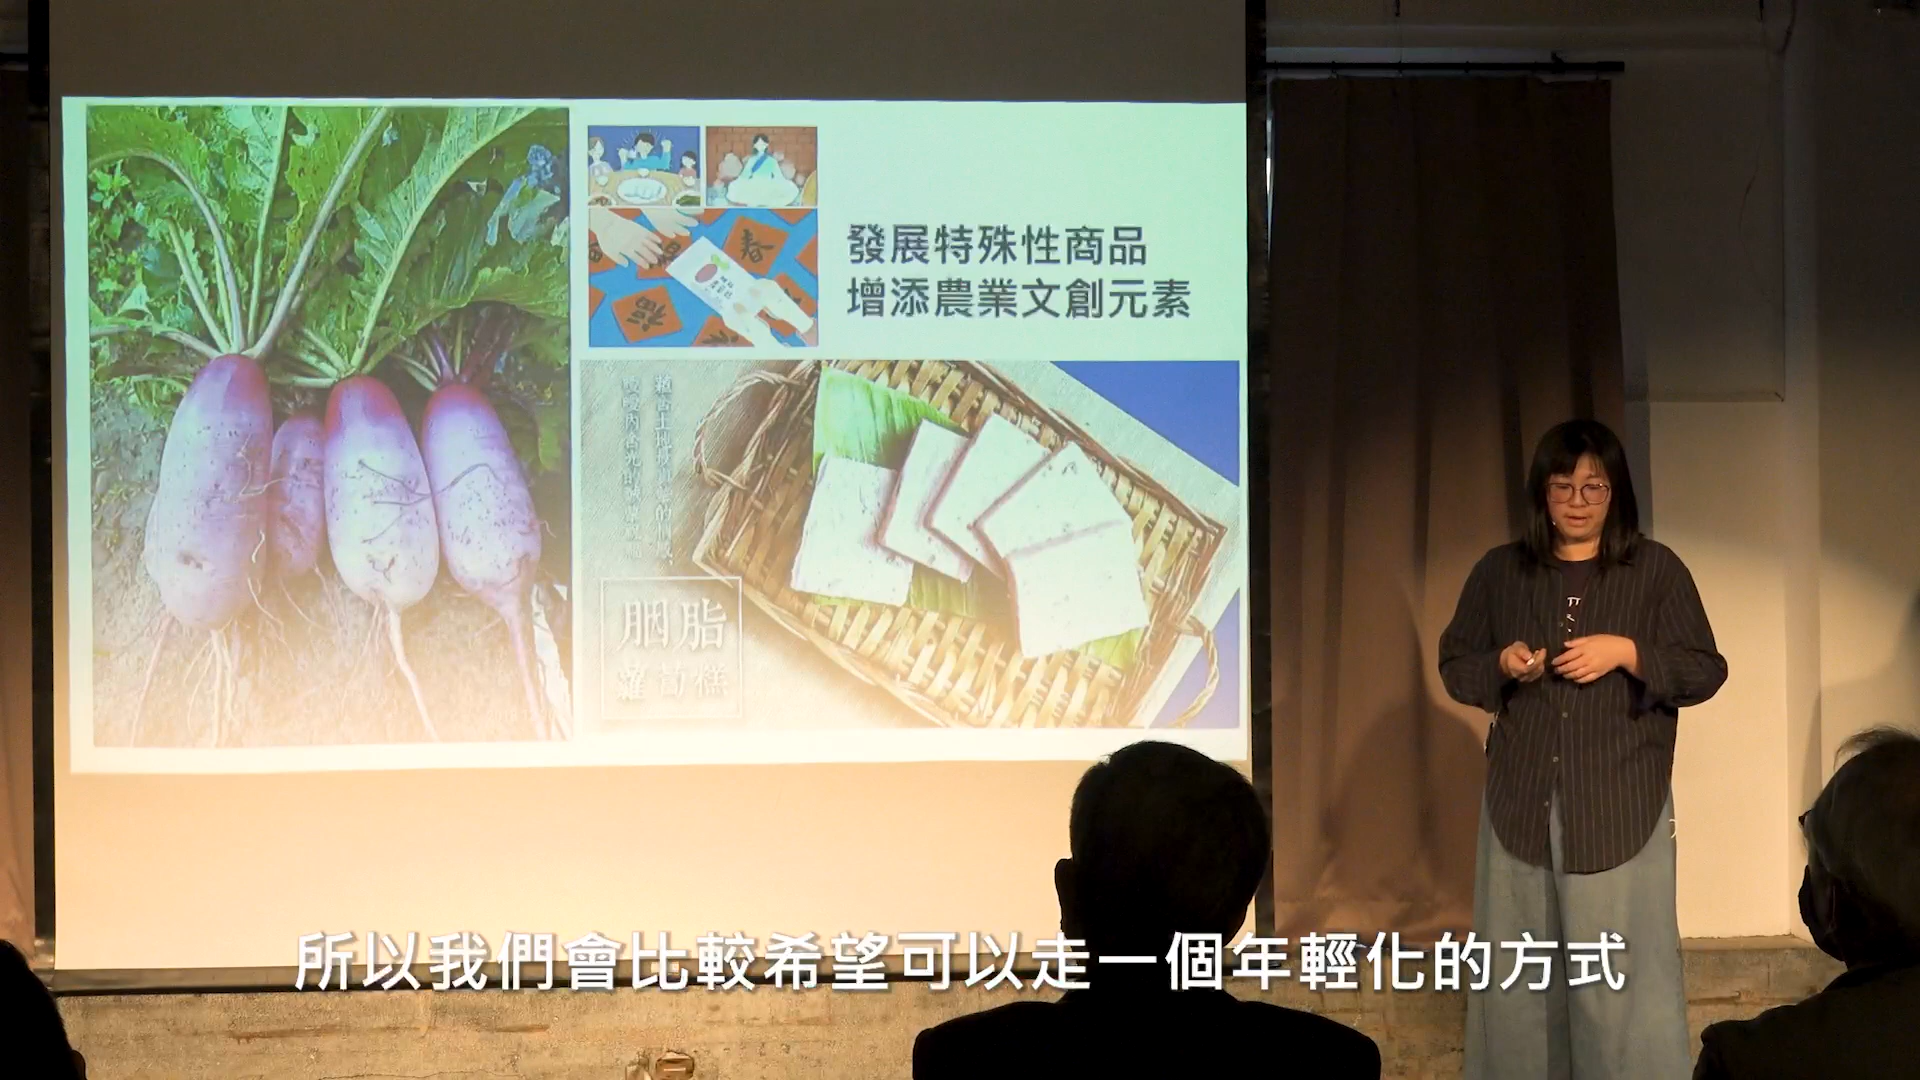 發展特殊性商品
增添農業文創元素
春
福
胭脂
蘿蔔糕
所以我們會比較希望可以走一個年輕化的方式